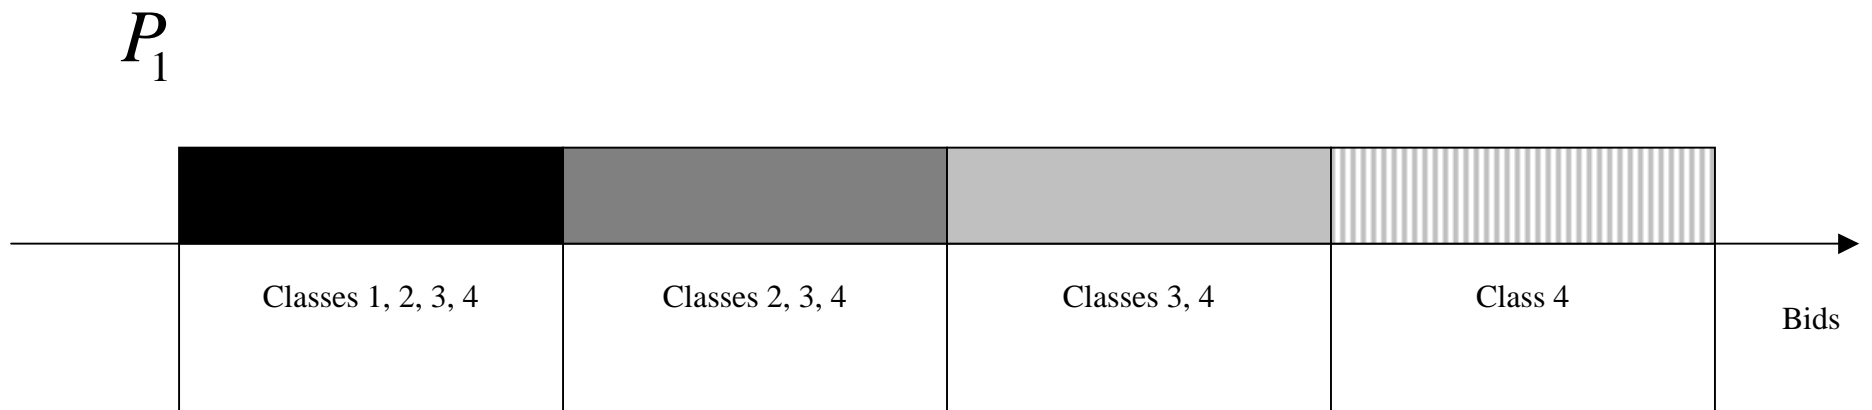 P1
Classes 1, 2, 3, 4
Classes 2, 3, 4
Classes 3, 4
Class 4
Bids